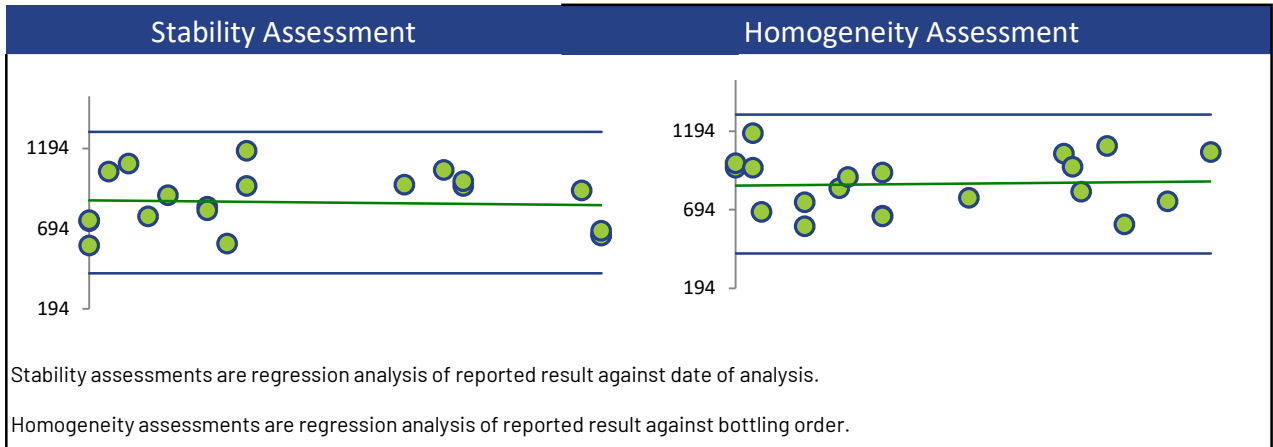 Stability Assessment
Homogeneity Assessment
1194
694
194
1194
694
194
Stability assessments are regression analysis of reported result against date of analysis.
Homogeneity assessments are regression analysis of reported result against bottling order.